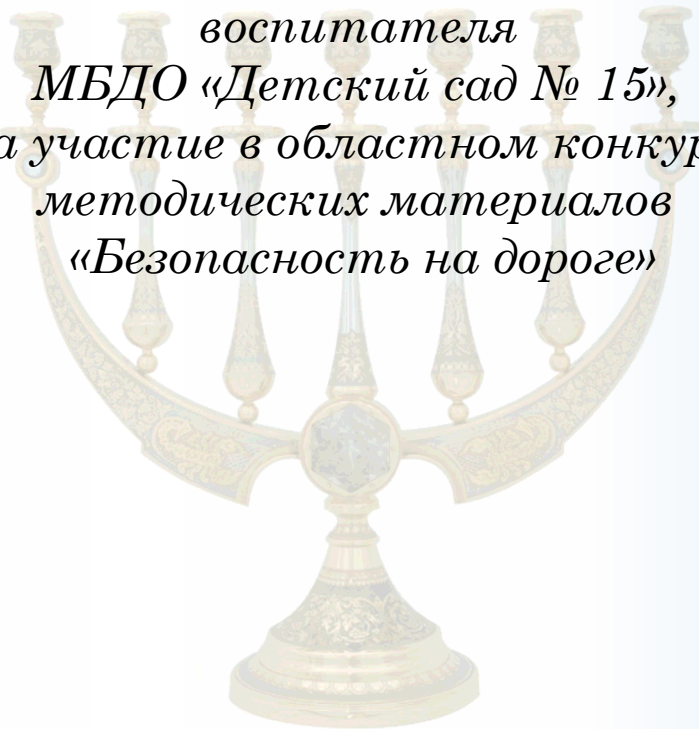 воспитателя
МБДО «Детский сад № 15»,
а участие в областном конкур
методических материалов
«Безопасность на дороге»